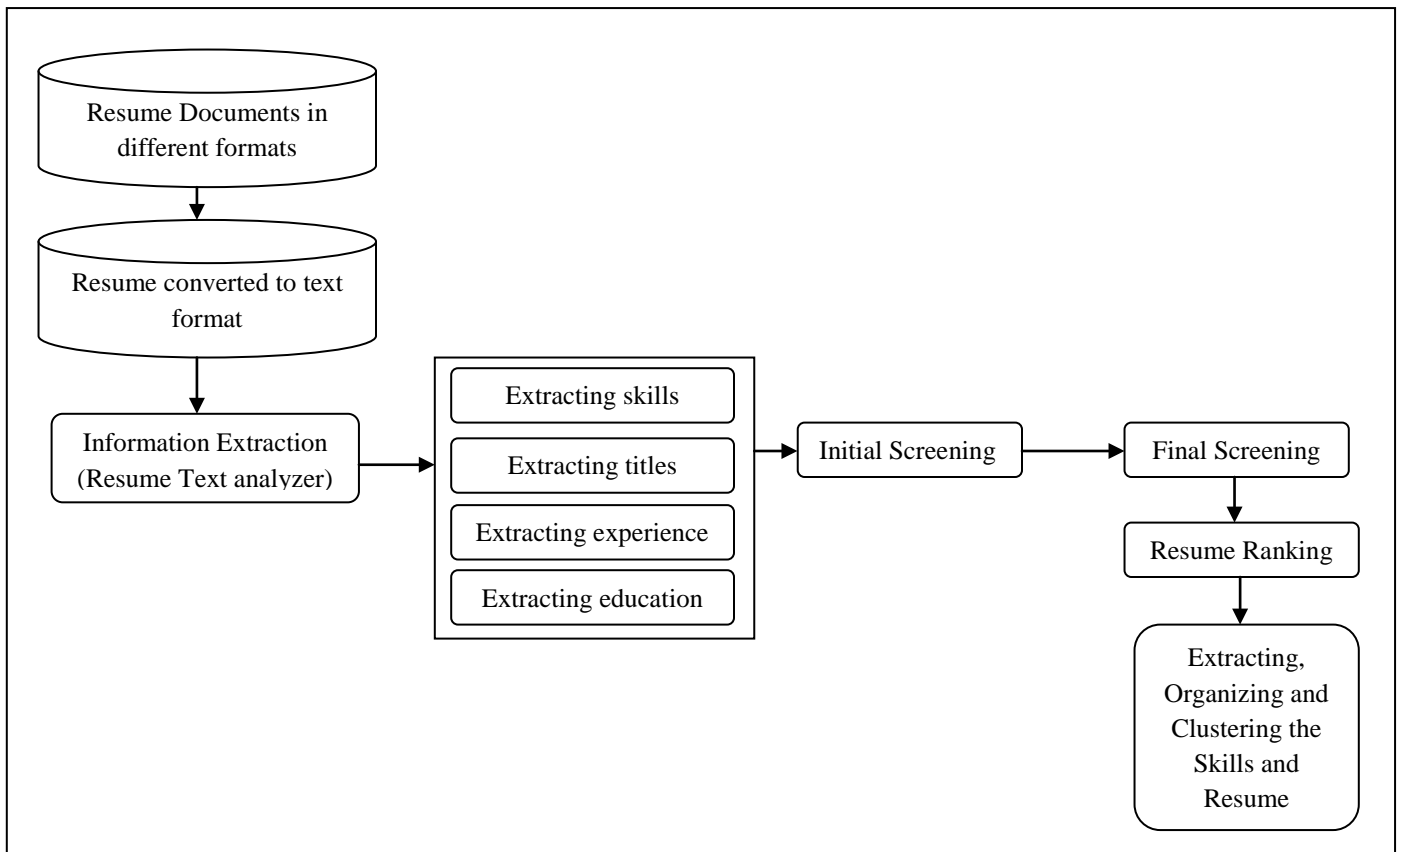 Resume Documents in
different formats
Resume converted to text
format
Information Extraction
(Resume Text analyzer)
Extracting skills
Extracting titles
Extracting experience
Extracting education
Initial Screening
Final Screening
Resume Ranking
Extracting,
Organizing and
Clustering the
Skills and
Resume